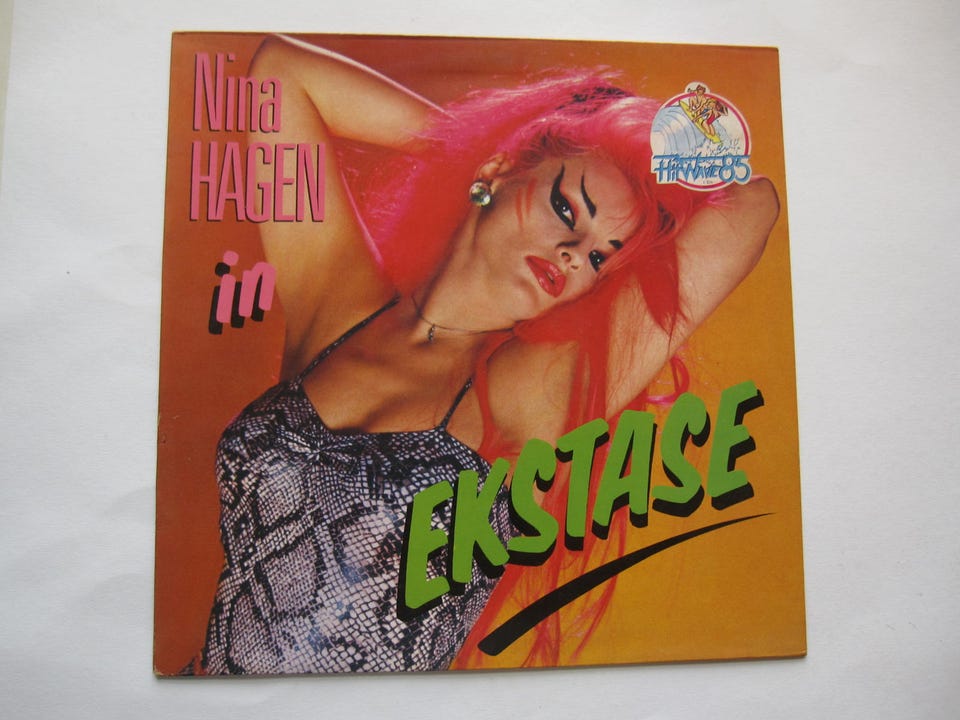 Nina
HAGEN
in
EKSTASE
HITWAVE 85